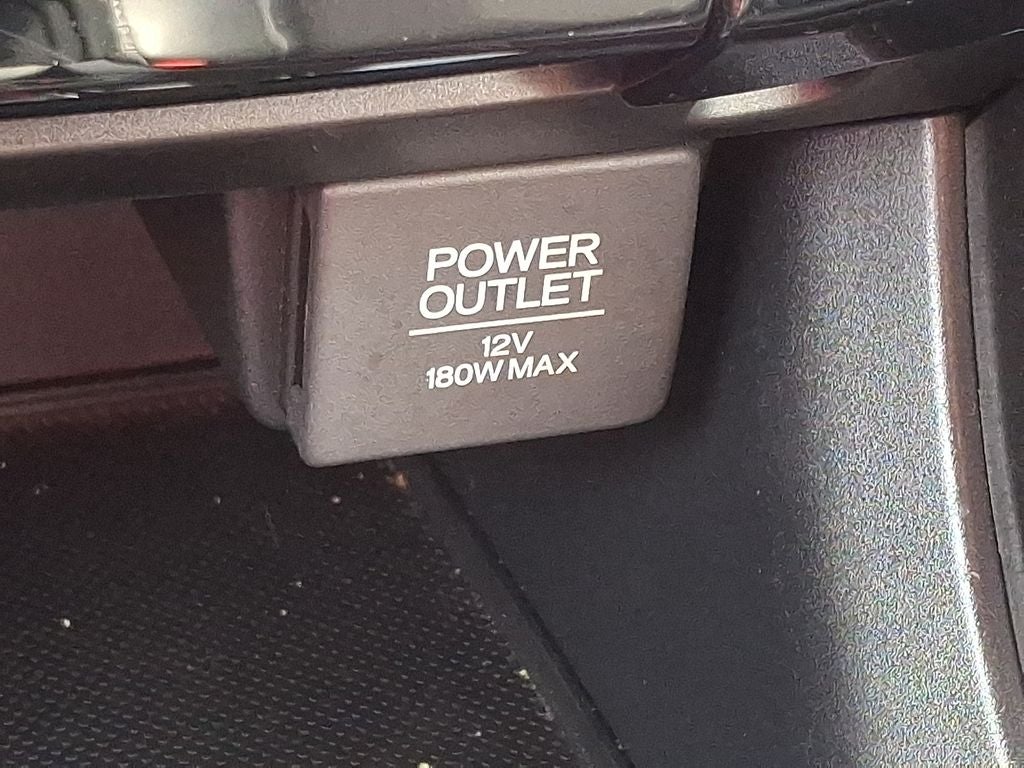 POWER
OUTLET
12V
180W MAX